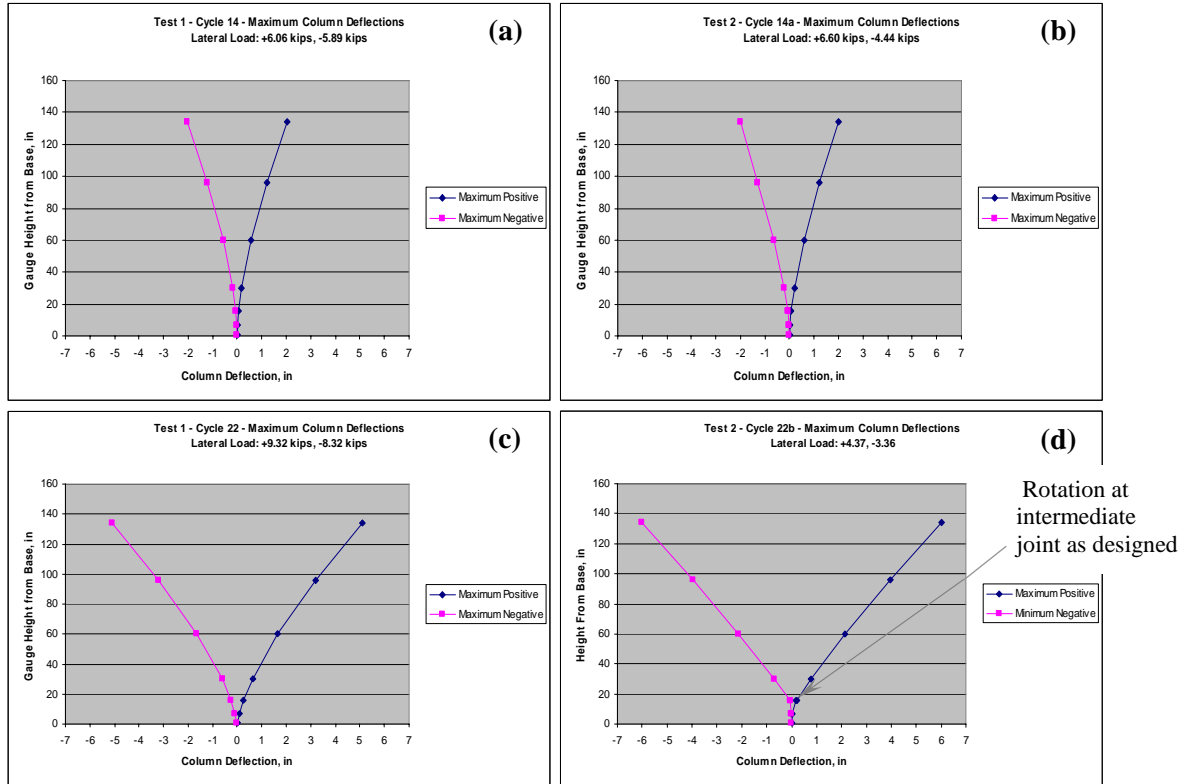 Test 1 - Cycle 14 - Maximum Column Deflections
Lateral Load: +6.06 kips, -5.89 kips
(a)
Gauge Height from Base, in
160
140
120
100
80
60
40
20
0
-7 -6 -5 -4 -3 -2 -1 0 1 2 3 4 5 6 7
Column Deflection, in
Maximum Positive
Maximum Negative
Test 2 - Cycle 14a - Maximum Column Deflections
Lateral Load: +6.60 kips, -4.44 kips
(b)
Gauge Height from Base, in
160
140
120
100
80
60
40
20
0
-7 -6 -5 -4 -3 -2 -1 0 1 2 3 4 5 6 7
Column Deflection, in
Maximum Positive
Maximum Negative
Test 1 - Cycle 22 - Maximum Column Deflections
Lateral Load: +9.32 kips, -8.32 kips
(c)
Gauge Height from Base, in
160
140
120
100
80
60
40
20
0
-7 -6 -5 -4 -3 -2 -1 0 1 2 3 4 5 6 7
Column Deflection, in
Maximum Positive
Maximum Negative
Test 2 - Cycle 22b - Maximum Column Deflections
Lateral Load: +4.37, -3.36
(d)
Height From Base, in
160
140
120
100
80
60
40
20
0
-7 -6 -5 -4 -3 -2 -1 0 1 2 3 4 5 6 7
Column Deflection, in
Maximum Positive
Minimum Negative
Rotation at
intermediate
joint as designed